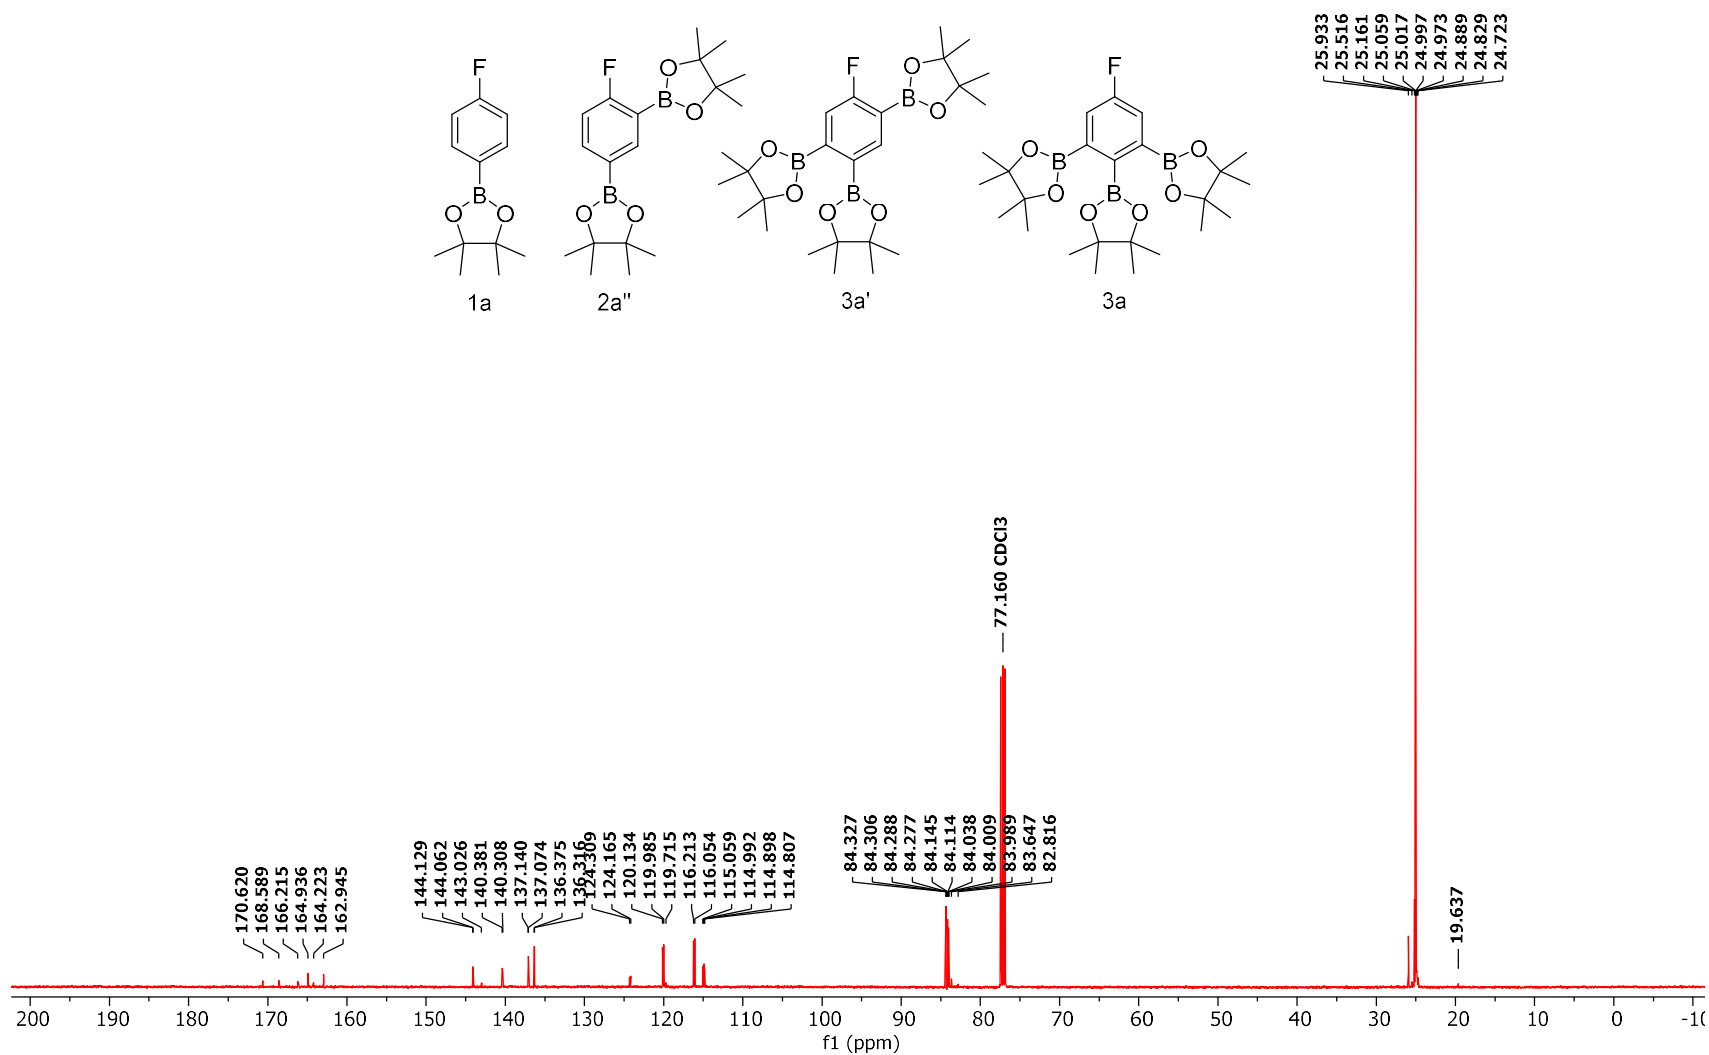 25.933
25.516
25.161
25.059
25.017
24.997
24.973
24.889
24.829
24.723
F
F
F
F
O
B
O
O
B
O
B
O
O
O
B
O
B
O
O
O
B
O
B
O
O
O
B
O
B
O
O
B
O
O
1a
2a"
3a'
3a
77.160 CDCl3
170.620
168.589
166.215
164.936
164.223
162.945
144.129
144.062
143.026
140.381
140.308
137.140
137.074
136.375
136.316
124.309
124.165
120.134
119.985
119.715
116.213
116.054
115.059
114.992
114.898
114.807
84.327
84.306
84.288
84.277
84.145
84.114
84.038
84.009
83.989
83.647
82.816
19.637
200 190 180 170 160 150 140 130 120 110 100 90 80 70 60 50 40 30 20 10 0 -10
f1 (ppm)